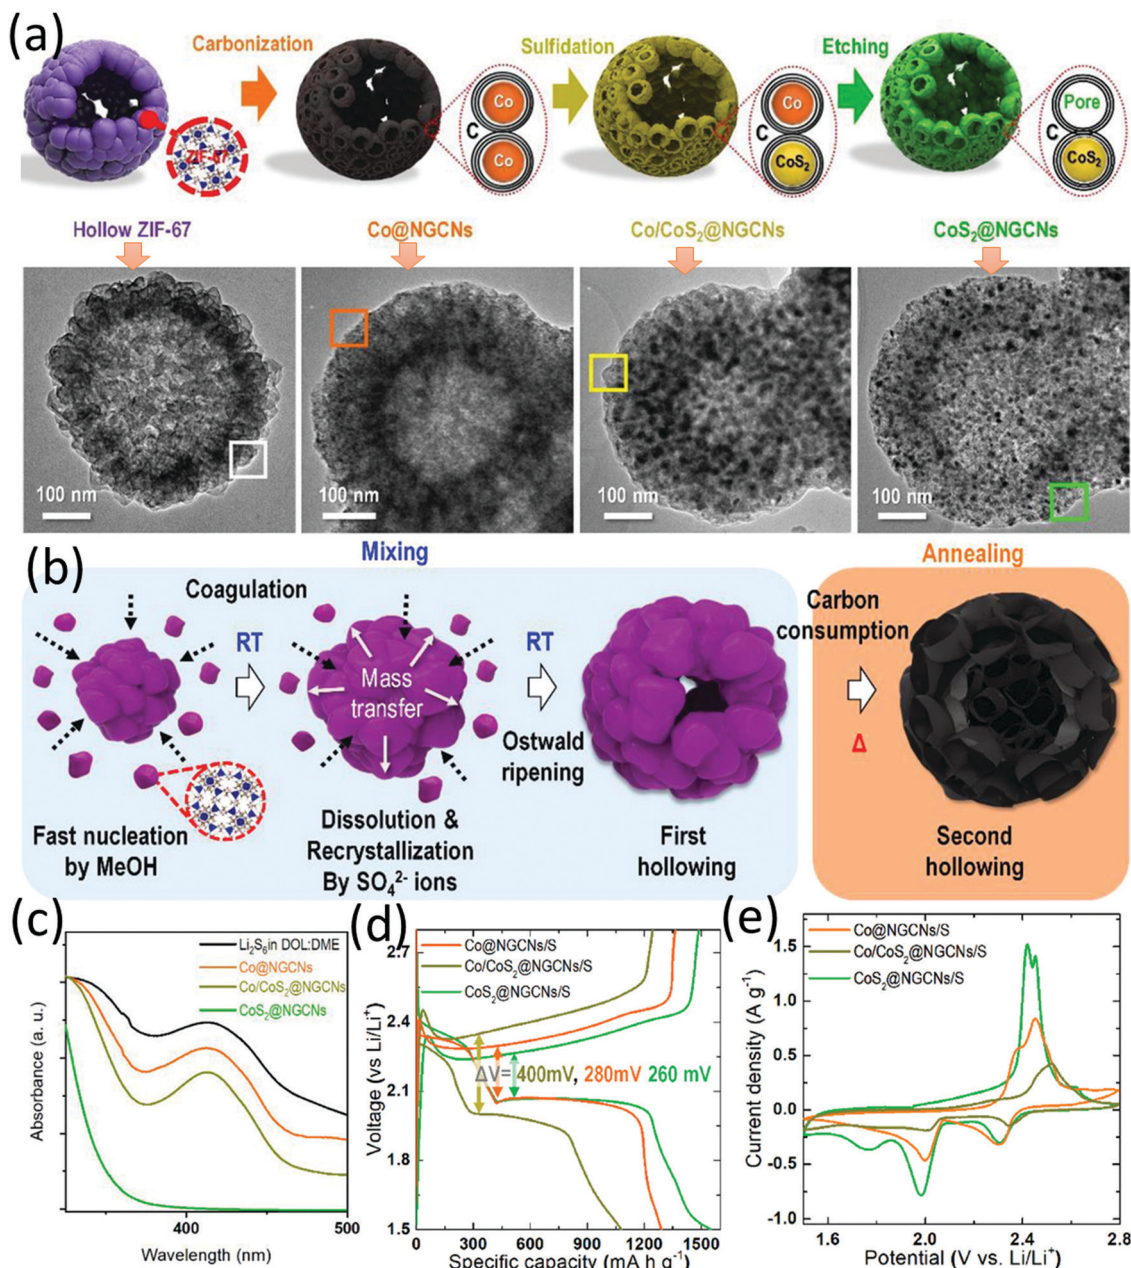 (a)
Carbonization
Sulfidation
Etching
ZIF-67
Co
C
Co
Co
C
CoS₂
Pore
C
CoS₂
Hollow ZIF-67
Co@NGCNs
Co/CoS₂@NGCNs
CoS₂@NGCNs
100 nm
100 nm
100 nm
100 nm
(b)
Mixing
Annealing
Coagulation
RT
Mass
transfer
RT
Ostwald
ripening
Carbon
consumption
Δ
Fast nucleation
by MeOH
Dissolution &
Recrystallization
By SO₄²⁻ ions
First
hollowing
Second
hollowing
(c)
Li₂S₆in DOL:DME
Co@NGCNs
Co/CoS₂@NGCNs
CoS₂@NGCNs
Absorbance (a. u.)
400
500
Wavelength (nm)
(d)
Co@NGCNs/S
Co/CoS₂@NGCNs/S
CoS₂@NGCNs/S
2.7
2.4
2.1
1.8
1.5
Voltage (vs Li/Li⁺)
ΔV= 400mV, 280mV 260 mV
0
300
600
900
1200
1500
Specific capacity (mA h g⁻¹)
(e)
Co@NGCNs/S
Co/CoS₂@NGCNs/S
CoS₂@NGCNs/S
1.5
1.0
0.5
0.0
-0.5
-1.0
Current density (A g⁻¹)
1.6
2.0
2.4
2.8
Potential (V vs. Li/Li⁺)